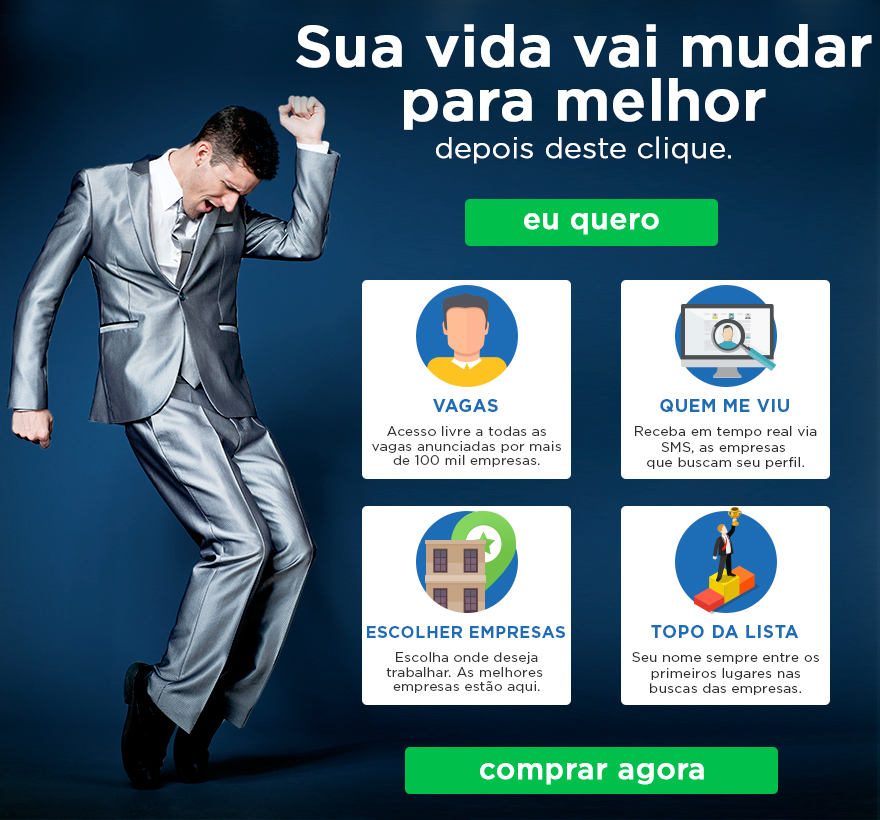 Sua vida vai mudar
para melhor
depois deste clique.
eu quero
VAGAS
Acesso livre a todas as
vagas anunciadas por mais
de 100 mil empresas.
QUEM ME VIU
Receba em tempo real via
SMS, as empresas
que buscam seu perfil.
ESCOLHER EMPRESAS
Escolha onde deseja
trabalhar. As melhores
empresas estão aqui.
TOPO DA LISTA
Seu nome sempre entre os
primeiros lugares nas
buscas das empresas.
comprar agora